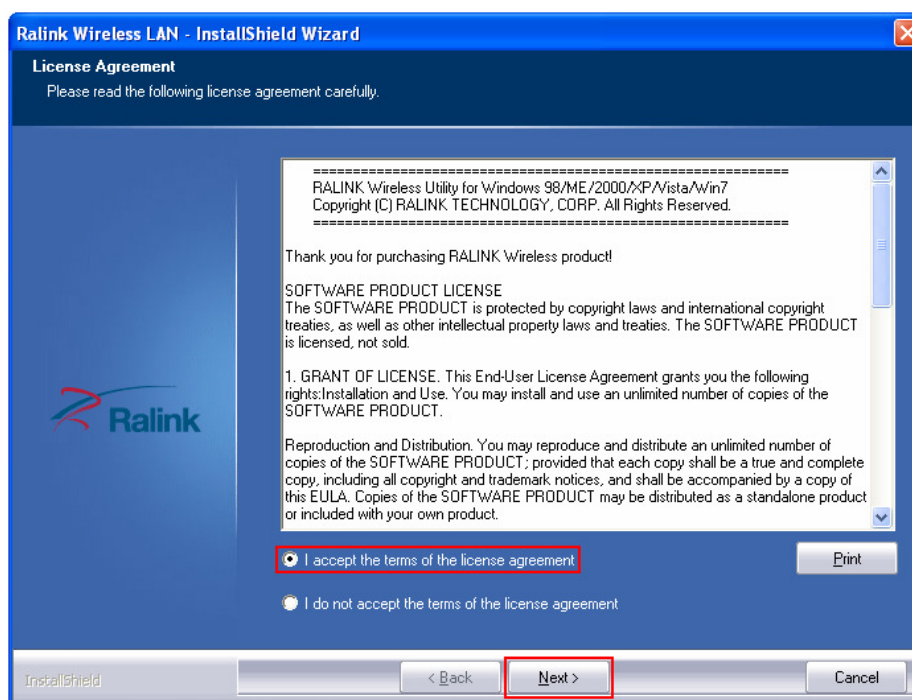 Ralink Wireless LAN - InstallShield Wizard
License Agreement
Please read the following license agreement carefully.
============================================================
RALINK Wireless Utility for Windows 98/ME/2000/XP/Vista/Win7
Copyright (C) RALINK TECHNOLOGY, CORP. All Rights Reserved.
============================================================
Thank you for purchasing RALINK Wireless product!
SOFTWARE PRODUCT LICENSE
The SOFTWARE PRODUCT is protected by copyright laws and international copyright
treaties, as well as other intellectual property laws and treaties. The SOFTWARE PRODUCT
is licensed, not sold.
1. GRANT OF LICENSE. This End-User License Agreement grants you the following
rights:Installation and Use. You may install and use an unlimited number of copies of the
SOFTWARE PRODUCT.
Reproduction and Distribution. You may reproduce and distribute an unlimited number of
copies of the SOFTWARE PRODUCT; provided that each copy shall be a true and complete
copy, including all copyright and trademark notices, and shall be accompanied by a copy of
this EULA. Copies of the SOFTWARE PRODUCT may be distributed as a standalone product
or included with your own product.
Ralink
I accept the terms of the license agreement
Print
I do not accept the terms of the license agreement
InstallShield
< Back
Next >
Cancel